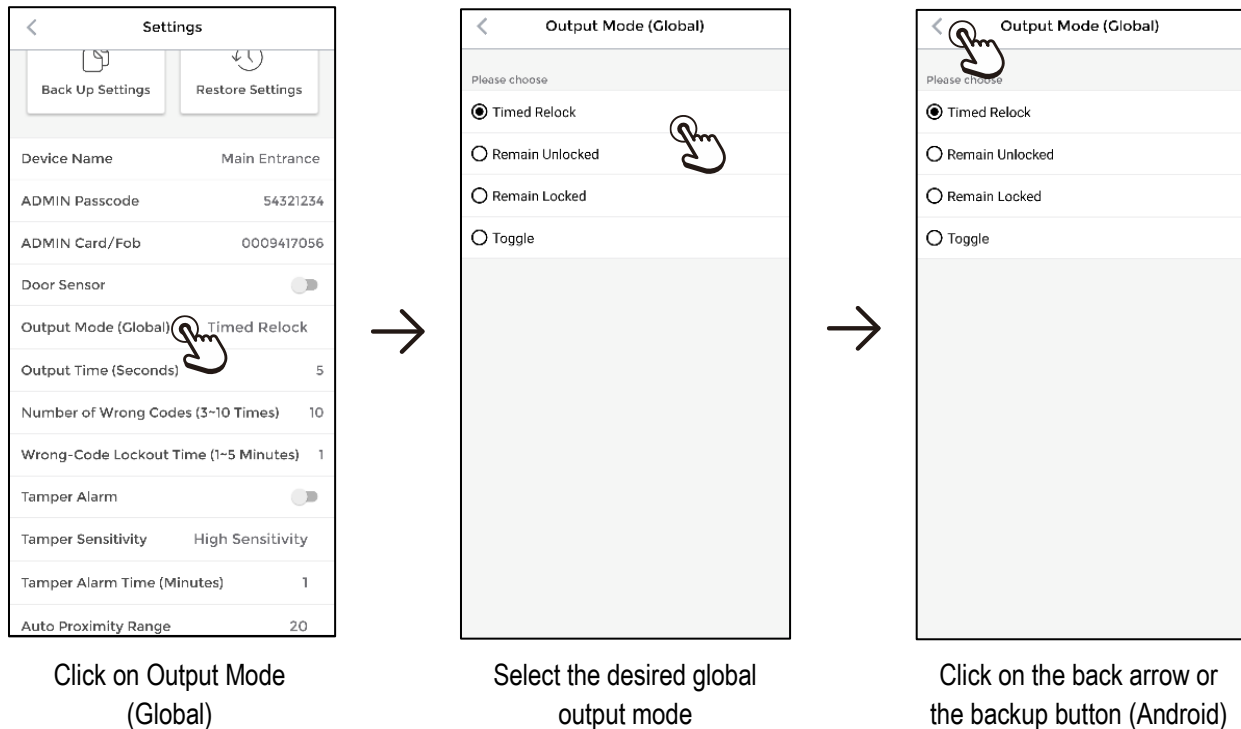 Settings
Back Up Settings
Restore Settings
Device Name Main Entrance
ADMIN Passcode 54321234
ADMIN Card/Fob 0009417056
Door Sensor
Output Mode (Global) Timed Relock
Output Time (Seconds) 5
Number of Wrong Codes (3~10 Times) 10
Wrong-Code Lockout Time (1~5 Minutes) 1
Tamper Alarm
Tamper Sensitivity High Sensitivity
Tamper Alarm Time (Minutes) 1
Auto Proximity Range 20
Click on Output Mode
(Global)
Output Mode (Global)
Please choose
Timed Relock
Remain Unlocked
Remain Locked
Toggle
Select the desired global
output mode
Output Mode (Global)
Please choose
Timed Relock
Remain Unlocked
Remain Locked
Toggle
Click on the back arrow or
the backup button (Android)